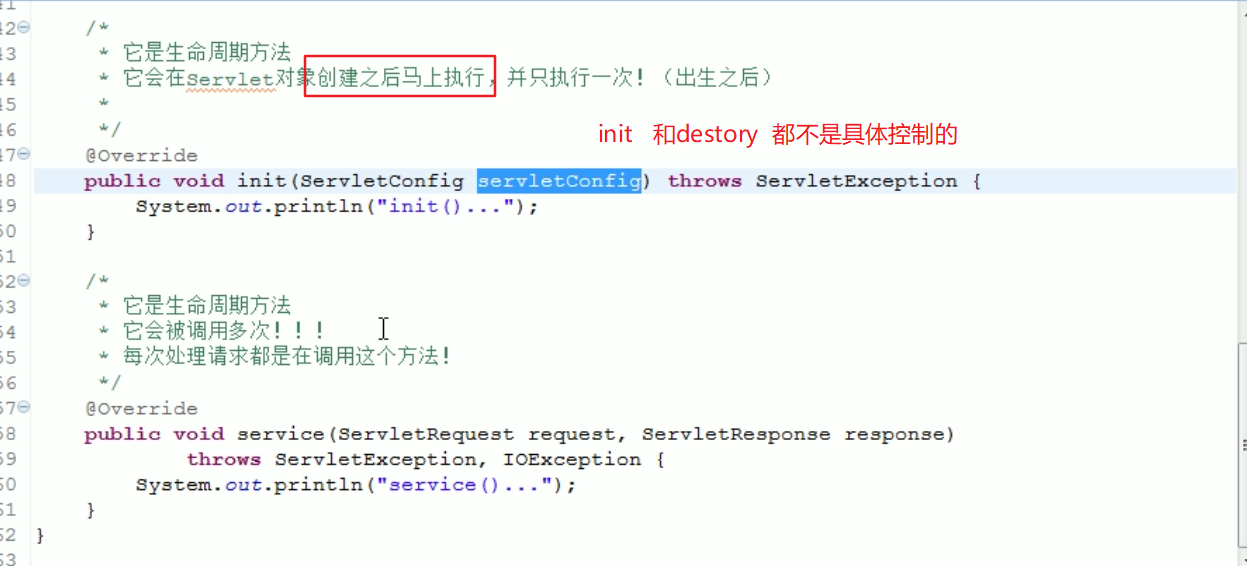 41
42 /*
43 * 它是生命周期方法
44 * 它会在Servlet对象创建之后马上执行，并只执行一次！（出生之后）
45 *
46 */
init 和destory 都不是具体控制的
47 @Override
48 public void init(ServletConfig servletConfig) throws ServletException {
49 System.out.println("init()...");
50 }
51
52 /*
53 * 它是生命周期方法
54 * 它会被调用多次！！！
55 * 每次处理请求都是在调用这个方法！
56 */
57 @Override
58 public void service(ServletRequest request, ServletResponse response)
59 throws ServletException, IOException {
60 System.out.println("service()...");
61 }
62 }
63